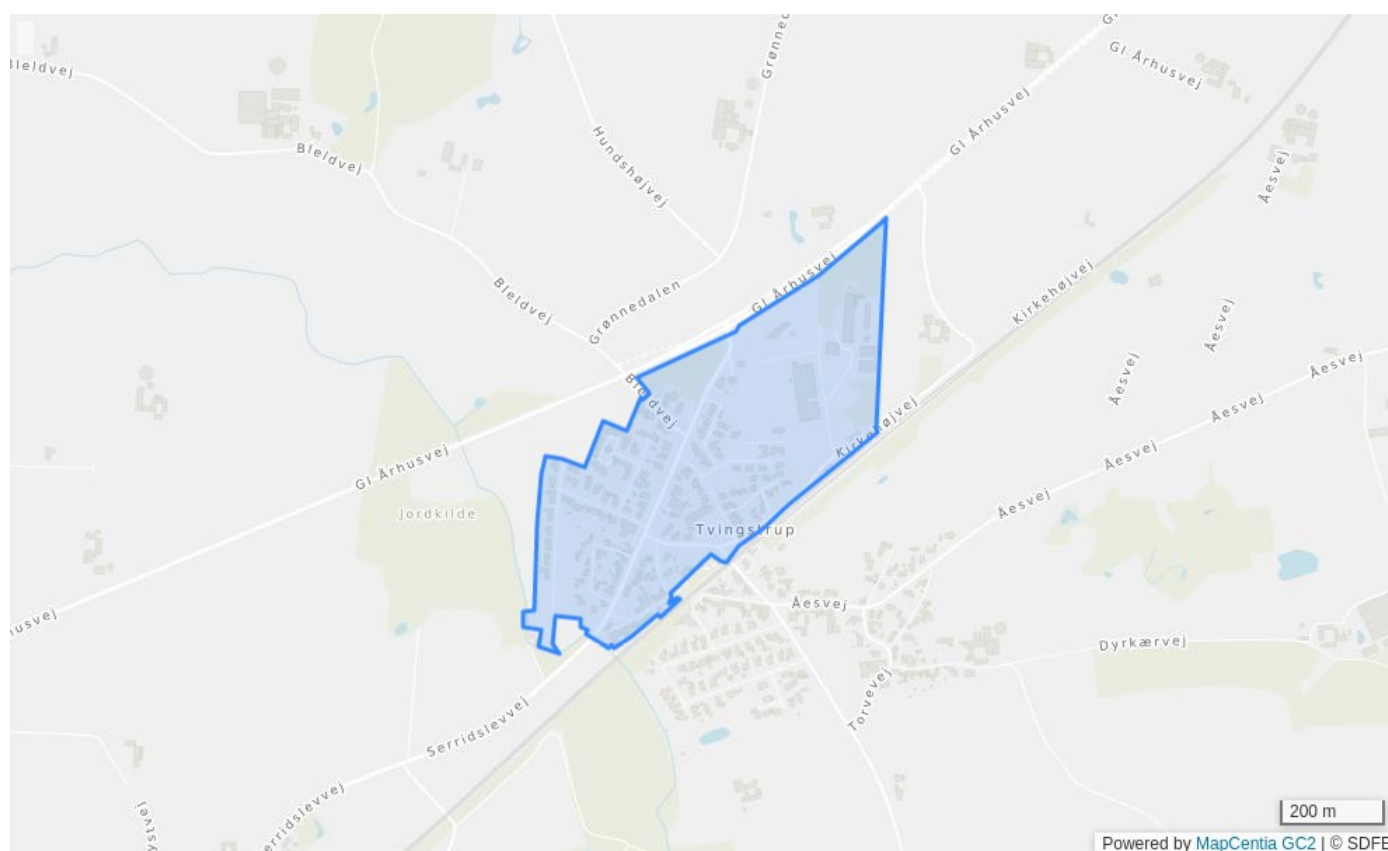 Gl Århusvej
Bleldvej
Grønnedalen
Hundshøjvej
Gl Århusvej
Bleldvej
Åesvej
Gl Århusvej
Kirkehøjvej
Bleldvej
Grønnedalen
Åesvej
Åesvej
Åesvej
Bleldvej
Åesvej
Kirkehøjvej
Gl Århusvej
Åesvej
Åesvej
Jordkilde
Tvingstrup
Åesvej
Dyrkærvej
Torvevej
Serridslevvej
Serridslevvej
200 m
Powered by MapCentia GC2 | © SDFE